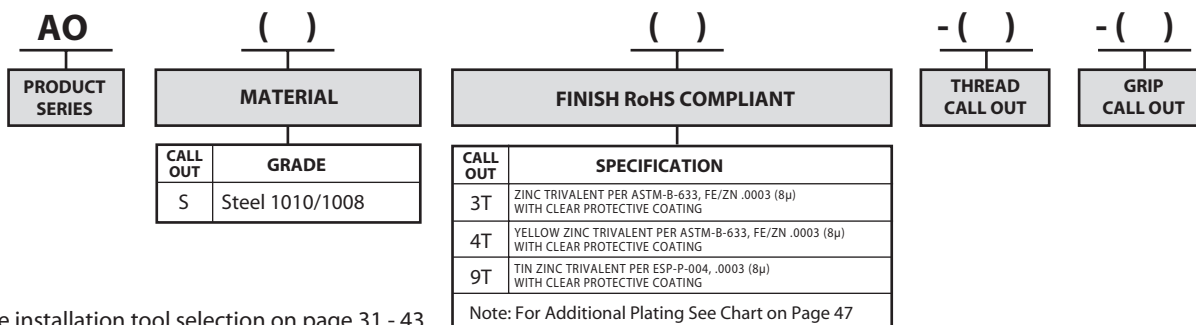 AO ( ) ( ) - ( ) - ( )
PRODUCT
SERIES
MATERIAL
FINISH RoHS COMPLIANT
THREAD
CALL OUT
GRIP
CALL OUT
CALL
OUT
GRADE
S Steel 1010/1008
CALL
OUT
SPECIFICATION
3T ZINC TRIVALENT PER ASTM-B-633, FE/ZN .0003 (8μ)
WITH CLEAR PROTECTIVE COATING
4T YELLOW ZINC TRIVALENT PER ASTM-B-633, FE/ZN .0003 (8μ)
WITH CLEAR PROTECTIVE COATING
9T TIN ZINC TRIVALENT PER ESP-P-004, .0003 (8μ)
WITH CLEAR PROTECTIVE COATING
Note: For Additional Plating See Chart on Page 47
e installation tool selection on page 31 - 43